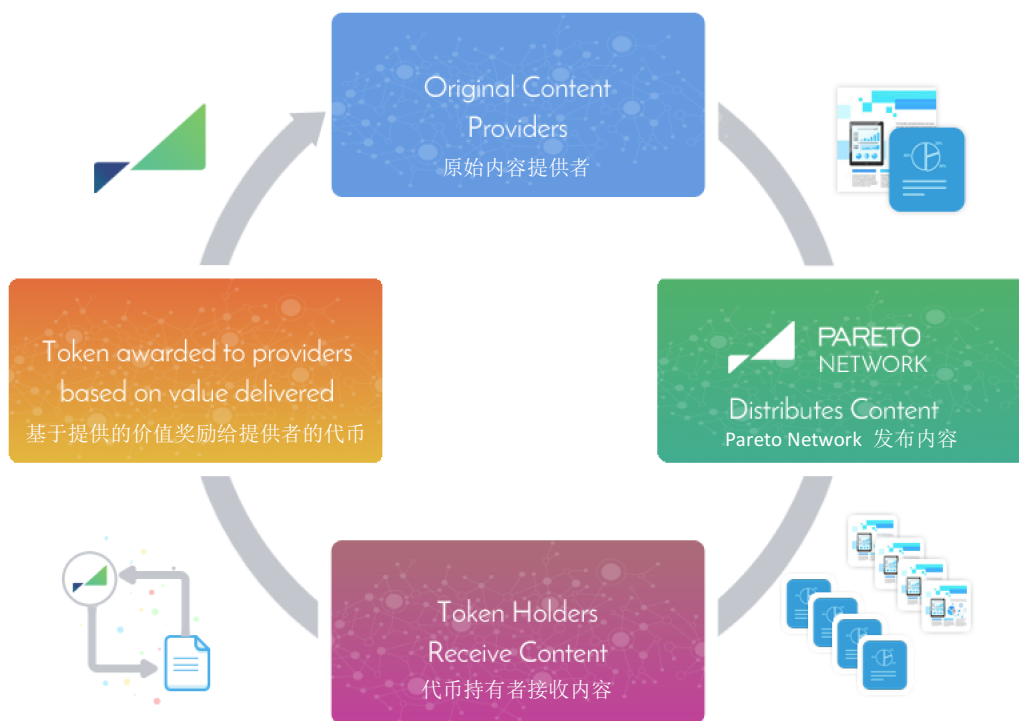 Original Content
Providers
原始内容提供者
PARETO
NETWORK
Distributes Content
Pareto Network 发布内容
Token Holders
Receive Content
代币持有者接收内容
Token awarded to providers
based on value delivered
基于提供的价值奖励给提供者的代币